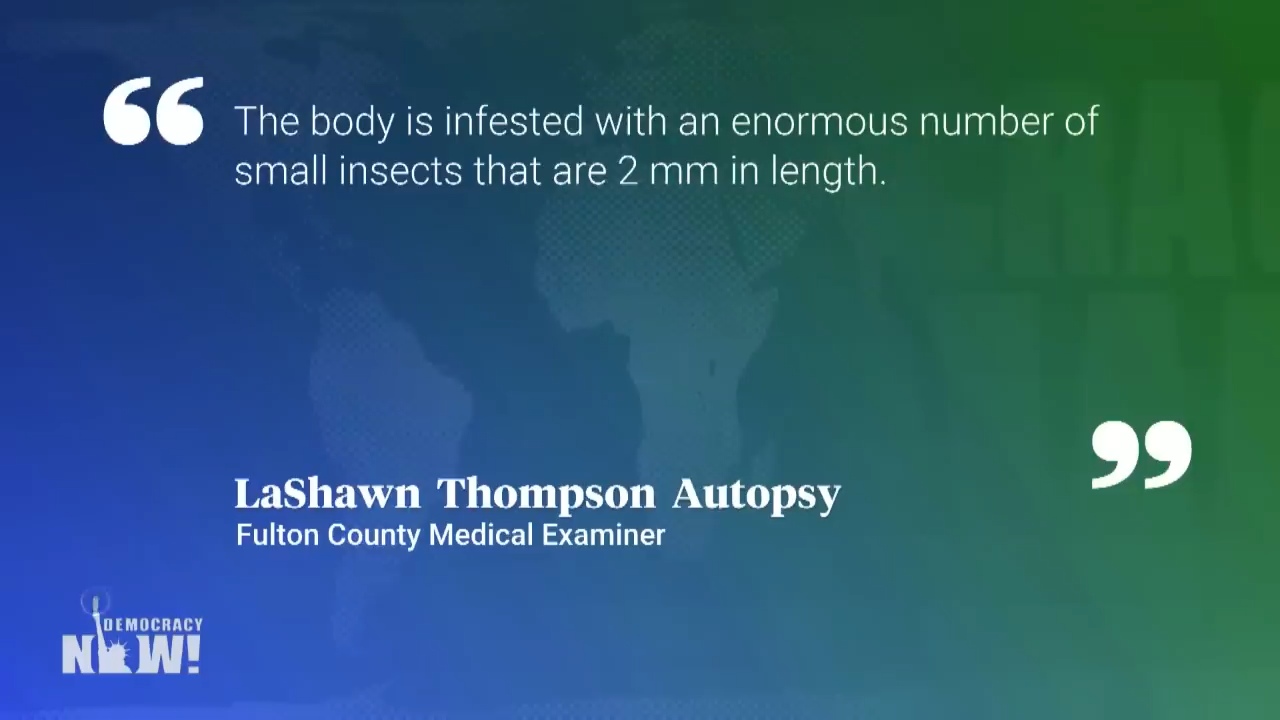 “ The body is infested with an enormous number of
small insects that are 2 mm in length.
”
LaShawn Thompson Autopsy
Fulton County Medical Examiner
DEMOCRACY
NOW!